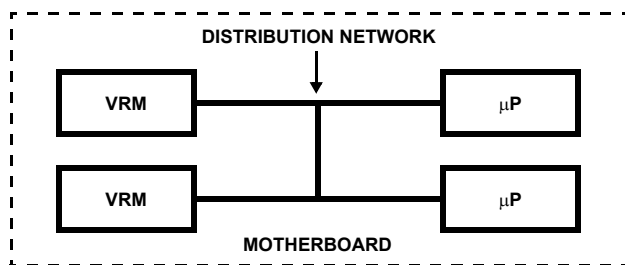 DISTRIBUTION NETWORK
VRM
μP
VRM
μP
MOTHERBOARD